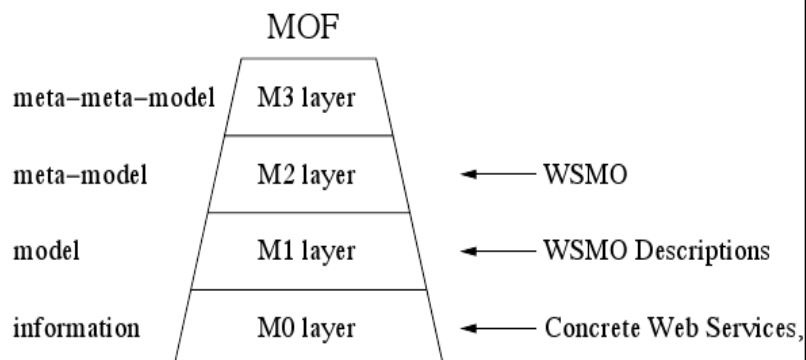 MOF
meta-meta-model M3 layer
meta-model M2 layer WSMO
model M1 layer WSMO Descriptions
information M0 layer Concrete Web Services,